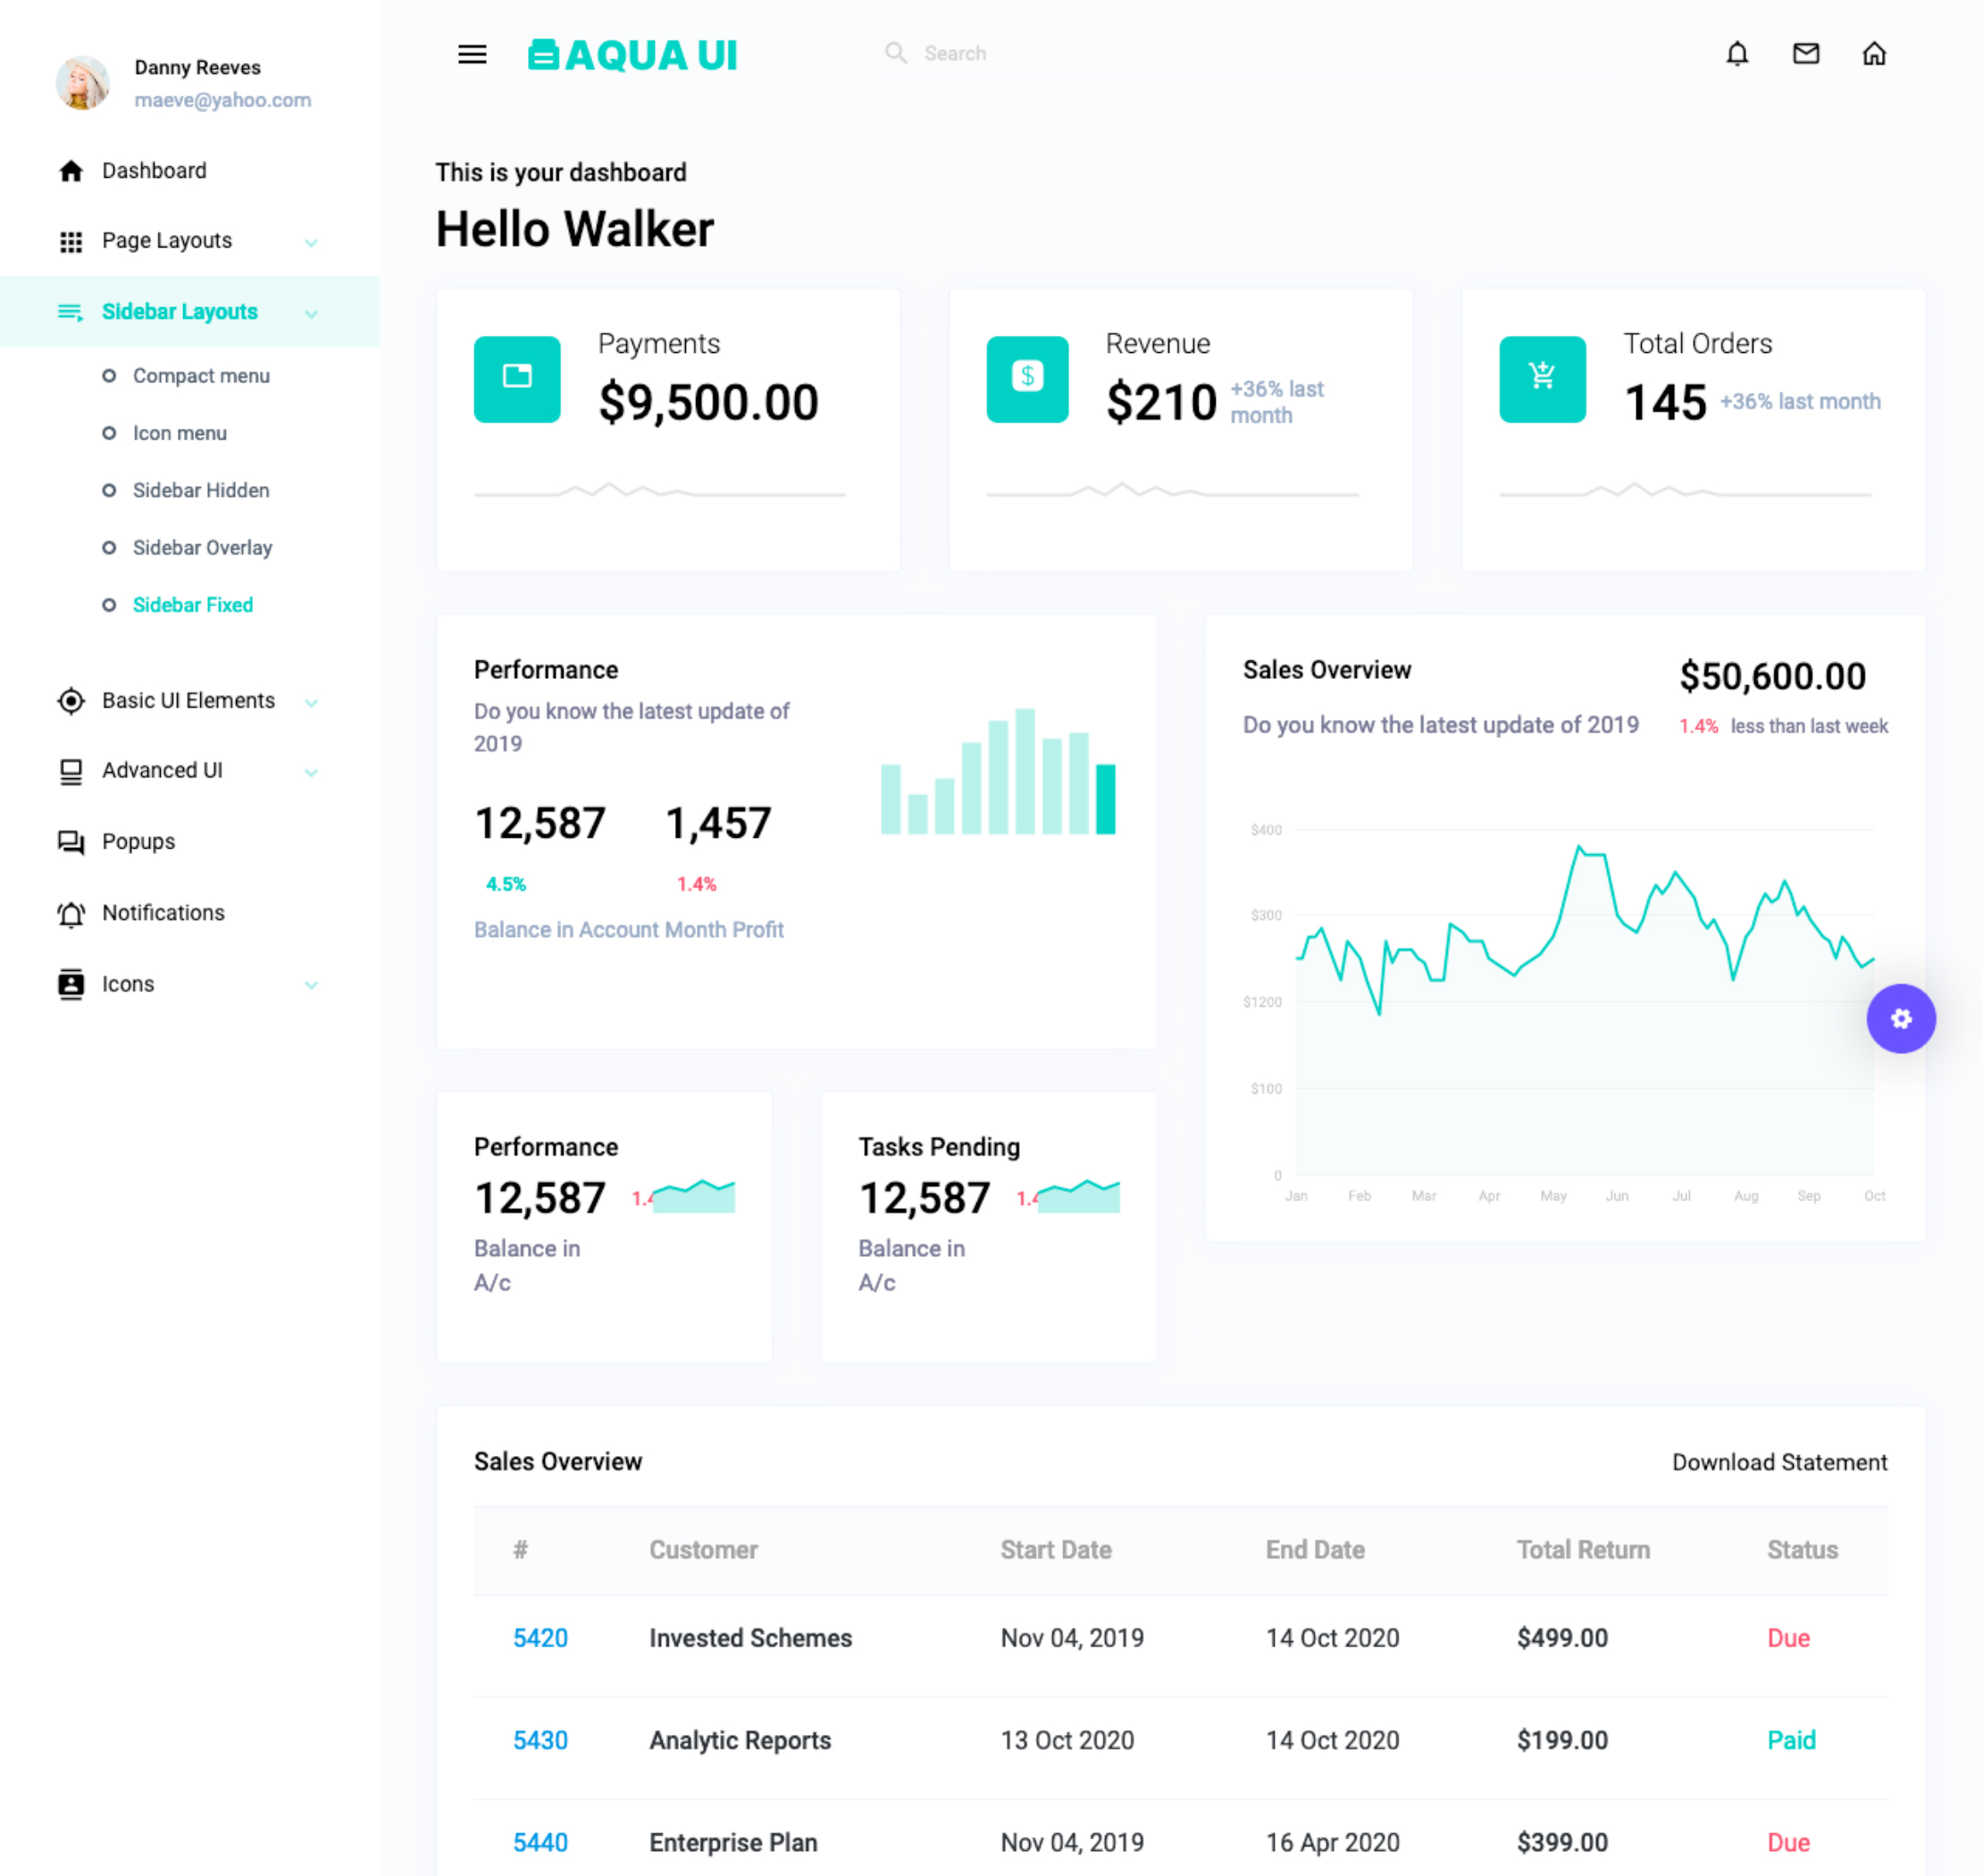 Danny Reeves
maeve@yahoo.com
Dashboard
Page Layouts
Sidebar Layouts
Compact menu
Icon menu
Sidebar Hidden
Sidebar Overlay
Sidebar Fixed
Basic UI Elements
Advanced UI
Popups
Notifications
Icons
AQUA UI
Search
This is your dashboard
Hello Walker
Payments
$9,500.00
Revenue
$210 +36% last
month
Total Orders
145 +36% last month
Performance
Do you know the latest update of
2019
12,587 1,457
4.5% 1.4%
Balance in Account Month Profit
Sales Overview
$50,600.00
Do you know the latest update of 2019
1.4% less than last week
$400
$300
$1200
$100
0
Jan Feb Mar Apr May Jun Jul Aug Sep Oct
Performance
12,587
Balance in
A/c
Tasks Pending
12,587
Balance in
A/c
Sales Overview
Download Statement
# Customer Start Date End Date Total Return Status
5420 Invested Schemes Nov 04, 2019 14 Oct 2020 $499.00 Due
5430 Analytic Reports 13 Oct 2020 14 Oct 2020 $199.00 Paid
5440 Enterprise Plan Nov 04, 2019 16 Apr 2020 $399.00 Due